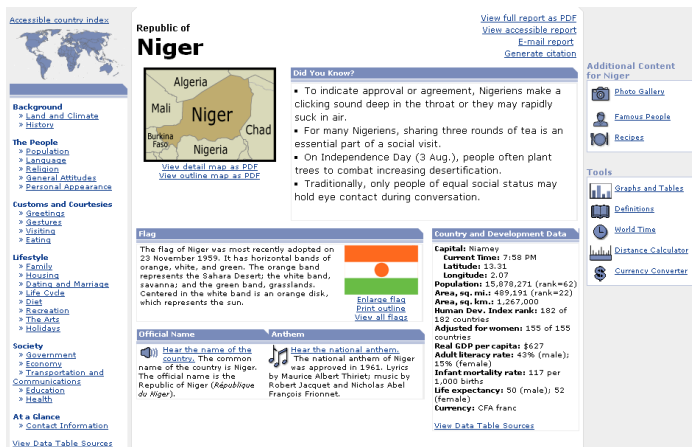 Accessible country index
Background
» Land and Climate
» History
The People
» Population
» Language
» Religion
» General Attitudes
» Personal Appearance
Customs and Courtesies
» Greetings
» Gestures
» Visiting
» Eating
Lifestyle
» Family
» Housing
» Dating and Marriage
» Life Cycle
» Diet
» Recreation
» The Arts
» Holidays
Society
» Government
» Economy
» Transportation and
Communications
» Education
» Health
At a Glance
» Contact Information
View Data Table Sources
Republic of
Niger
View full report as PDF
View accessible report
E-mail report
Generate citation
Algeria
Mali
Niger
Chad
Burkina
Faso
Nigeria
View detail map as PDF
View outline map as PDF
Did You Know?
▪ To indicate approval or agreement, Nigeriens make a
clicking sound deep in the throat or they may rapidly
suck in air.
▪ For many Nigeriens, sharing three rounds of tea is an
essential part of a social visit.
▪ On Independence Day (3 Aug.), people often plant
trees to combat increasing desertification.
▪ Traditionally, only people of equal social status may
hold eye contact during conversation.
Flag
The flag of Niger was most recently adopted on
23 November 1959. It has horizontal bands of
orange, white, and green. The orange band
represents the Sahara Desert; the white band,
savanna; and the green band, grasslands.
Centered in the white band is an orange disk,
which represents the sun.
Enlarge flag
Print outline
View all flags
Official Name
Hear the name of the
country. The common
name of the country is Niger.
The official name is the
Republic of Niger (République
du Niger).
Anthem
Hear the national anthem.
The national anthem of Niger
was approved in 1961. Lyrics
by Maurice Albert Thiriet; music by
Robert Jacquet and Nicholas Abel
François Frionnet.
Country and Development Data
Capital: Niamey
Current Time: 7:58 PM
Latitude: 13.31
Longitude: 2.07
Population: 15,878,271 (rank=62)
Area, sq. mi.: 489,191 (rank=22)
Area, sq. km.: 1,267,000
Human Dev. Index rank: 182 of
182 countries
Adjusted for women: 155 of 155
countries
Real GDP per capita: $627
Adult literacy rate: 43% (male);
15% (female)
Infant mortality rate: 117 per
1,000 births
Life expectancy: 50 (male); 52
(female)
Currency: CFA franc
View Data Table Sources
Additional Content
for Niger
Photo Gallery
Famous People
Recipes
Tools
Graphs and Tables
Definitions
World Time
Distance Calculator
Currency Converter